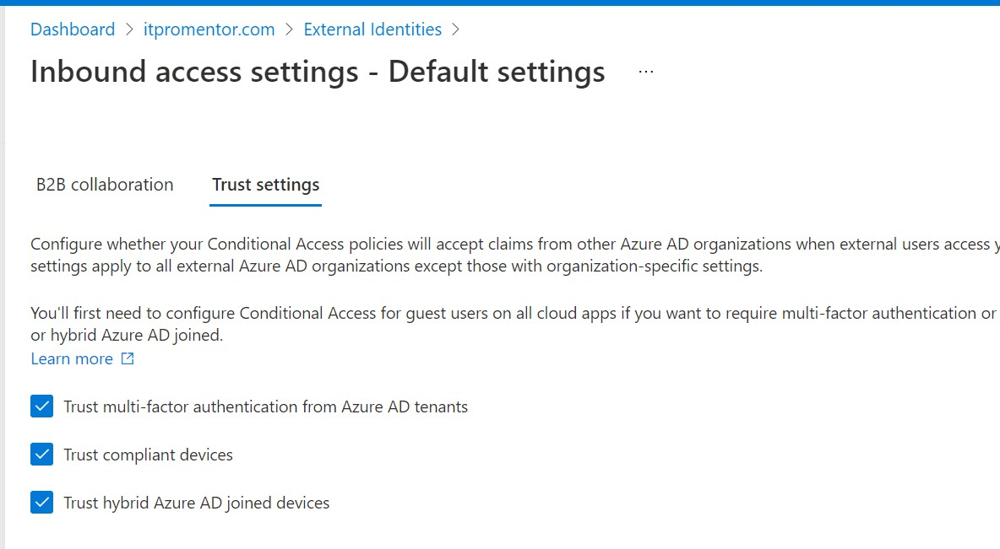 Dashboard > itpromentor.com > External Identities >
Inbound access settings - Default settings ...
B2B collaboration Trust settings
Configure whether your Conditional Access policies will accept claims from other Azure AD organizations when external users access y
settings apply to all external Azure AD organizations except those with organization-specific settings.
You'll first need to configure Conditional Access for guest users on all cloud apps if you want to require multi-factor authentication or
or hybrid Azure AD joined.
Learn more
Trust multi-factor authentication from Azure AD tenants
Trust compliant devices
Trust hybrid Azure AD joined devices